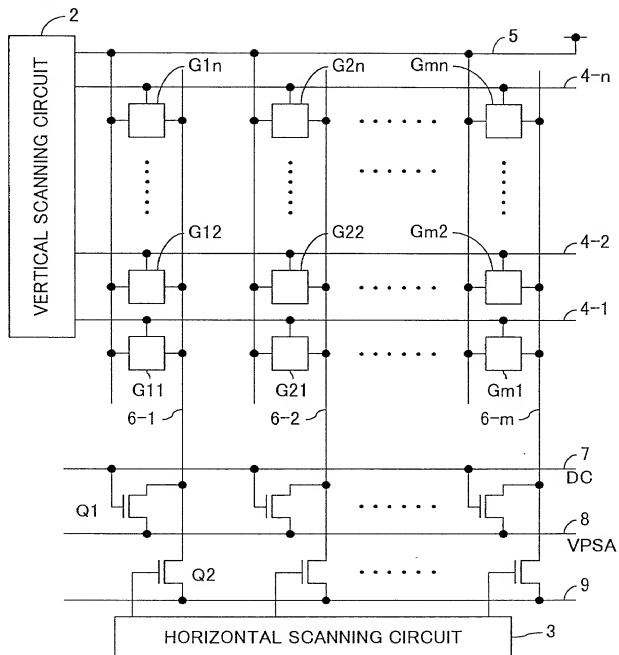 2
VERTICAL SCANNING CIRCUIT
5
G1n
G2n
Gmn
4-n
G12
G22
Gm2
4-2
4-1
G11
G21
Gm1
6-1
6-2
6-m
7
DC
Q1
8
VPSA
Q2
9
HORIZONTAL SCANNING CIRCUIT
3